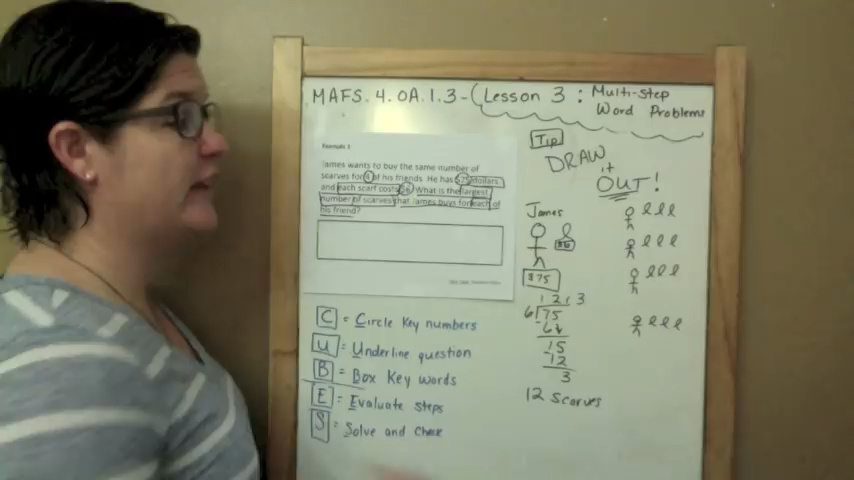 MAFS.4.OA.1.3 - (Lesson 3 : Multi-step
Word Problems
Example 3
James wants to buy the same number of
scarves for 4 of his friends. He has $75 dollars,
and each scarf costs $6. What is the largest
number of scarves that James buys for each of
his friend?
C = Circle Key numbers
U = Underline question
B = Box Key words
E = Evaluate steps
S = Solve and Check
Tip
DRAW
it
OUT!
James
$6
$75
12 r 3
6 75
-6
15
12
3
12 scarves